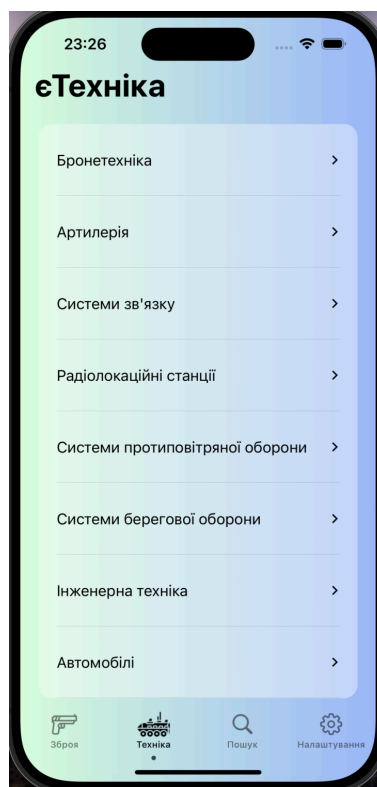 23:26
єТехніка
Бронетехніка
Артилерія
Системи зв'язку
Радіолокаційні станції
Системи протиповітряної оборони
Системи берегової оборони
Інженерна техніка
Автомобілі
Зброя
Техніка
Пошук
Налаштування